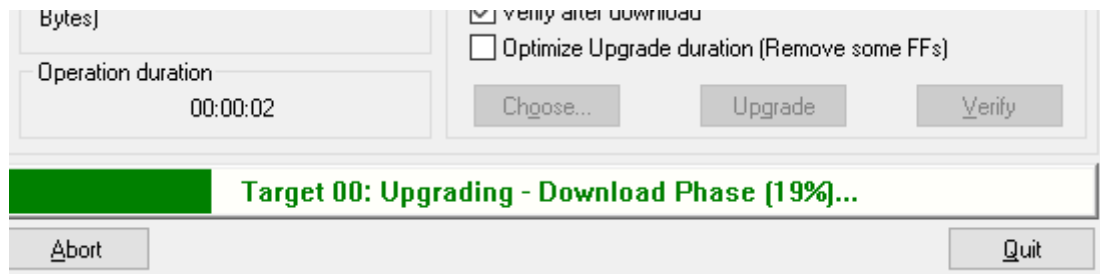 Bytes)
Verify after download
Optimize Upgrade duration (Remove some FFs)
Operation duration
00:00:02
Choose...
Upgrade
Verify
Target 00: Upgrading - Download Phase (19%)...
Abort
Quit